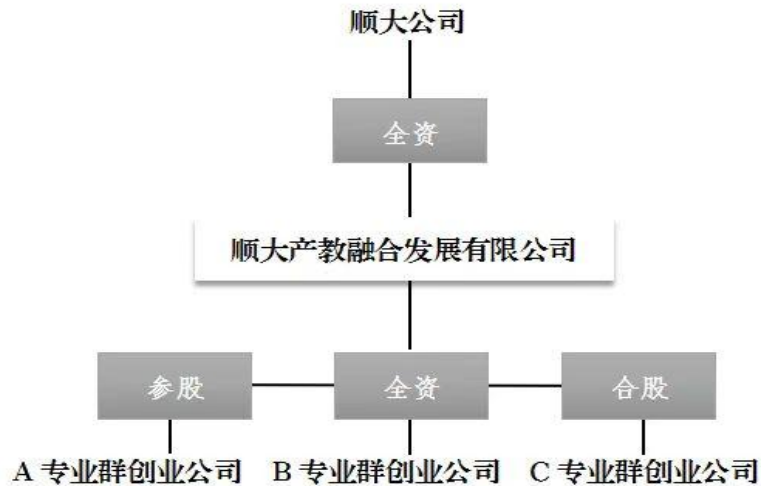 顺大公司
全资
顺大产教融合发展有限公司
参股 全资 合股
A 专业群创业公司 B 专业群创业公司 C 专业群创业公司